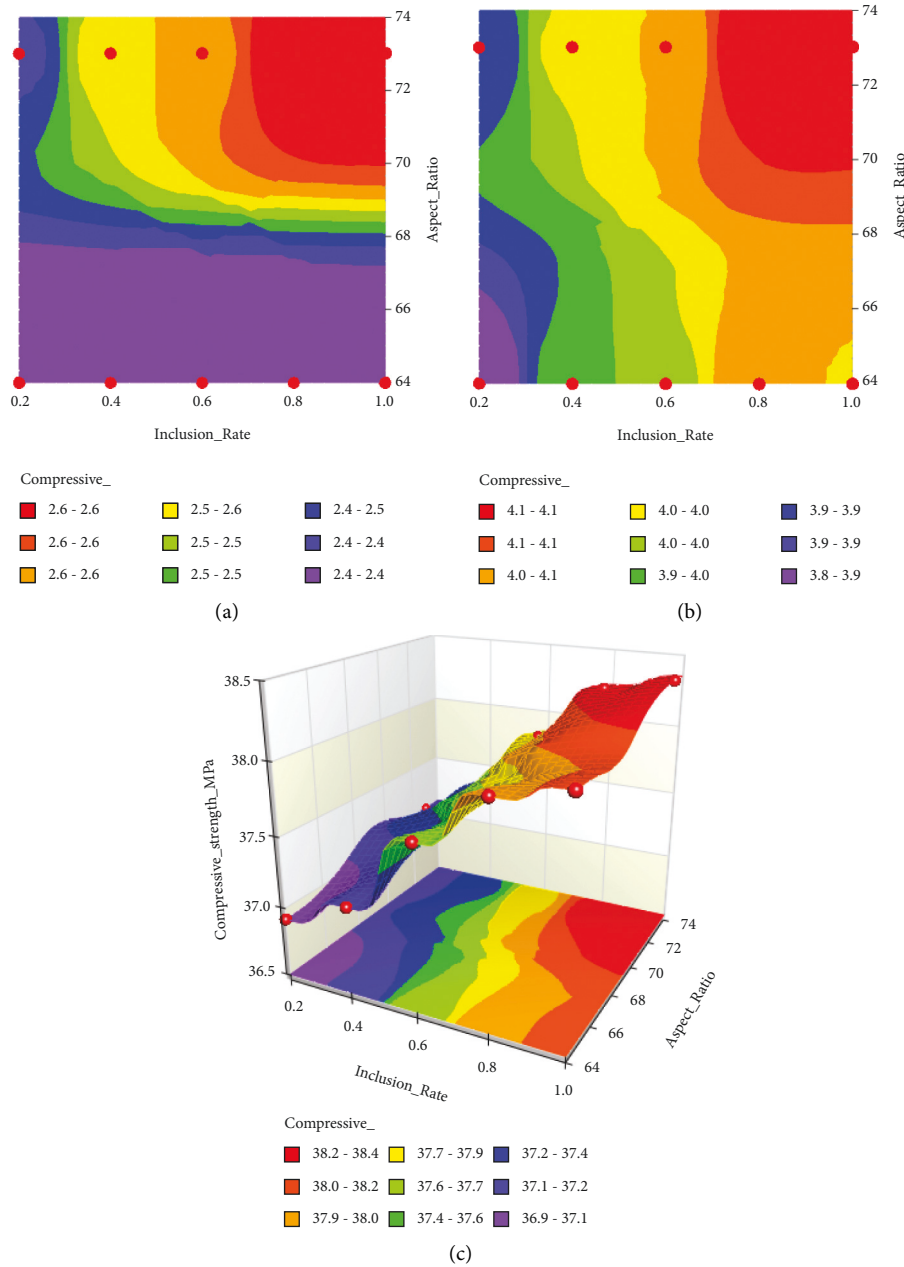 74
72
70
68
66
64
Aspect_Ratio
0.2 0.4 0.6 0.8 1.0
Inclusion_Rate
Compressive_
2.6 - 2.6 2.5 - 2.6 2.4 - 2.5
2.6 - 2.6 2.5 - 2.5 2.4 - 2.4
2.6 - 2.6 2.5 - 2.5 2.4 - 2.4
(a)
74
72
70
68
66
64
Aspect_Ratio
0.2 0.4 0.6 0.8 1.0
Inclusion_Rate
Compressive_
4.1 - 4.1 4.0 - 4.0 3.9 - 3.9
4.1 - 4.1 4.0 - 4.0 3.9 - 3.9
4.0 - 4.1 3.9 - 4.0 3.8 - 3.9
(b)
38.5
38.0
37.5
37.0
36.5
Compressive_strength_MPa
0.2
0.4
0.6
0.8
1.0
Inclusion_Rate
74
72
70
68
66
64
Aspect_Ratio
Compressive_
38.2 - 38.4 37.7 - 37.9 37.2 - 37.4
38.0 - 38.2 37.6 - 37.7 37.1 - 37.2
37.9 - 38.0 37.4 - 37.6 36.9 - 37.1
(c)